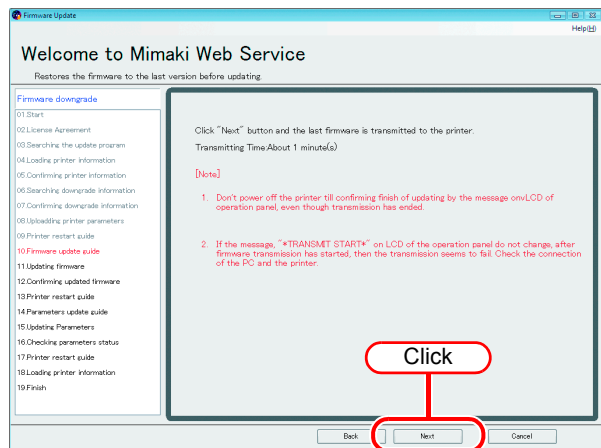 Firmware Update
Help(H)
Welcome to Mimaki Web Service
Restores the firmware to the last version before updating.
Firmware downgrade
01.Start
02.License Agreement
03.Searching the update program
04.Loading printer information
05.Confirming printer information
06.Searching downgrade information
07.Confirming downgrade information
08.Uploadding printer parameters
09.Printer restart guide
10.Firmware update guide
11.Updating firmware
12.Confirming updated firmware
13.Printer restart guide
14.Parameters update guide
15.Updating Parameters
16.Checking parameters status
17.Printer restart guide
18.Loading printer information
19.Finish
Click "Next" button and the last firmware is transmitted to the printer.
Transmitting Time:About 1 minute(s)
[Note]
1. Don't power off the printer till confirming finish of updating by the message onvLCD of
operation panel, even though transmission has ended.
2. If the message, "*TRANSMIT START*" on LCD of the operation panel do not change, after
firmware transmission has started, then the transmission seems to fail. Check the connection
of the PC and the printer.
Click
Back
Next
Cancel